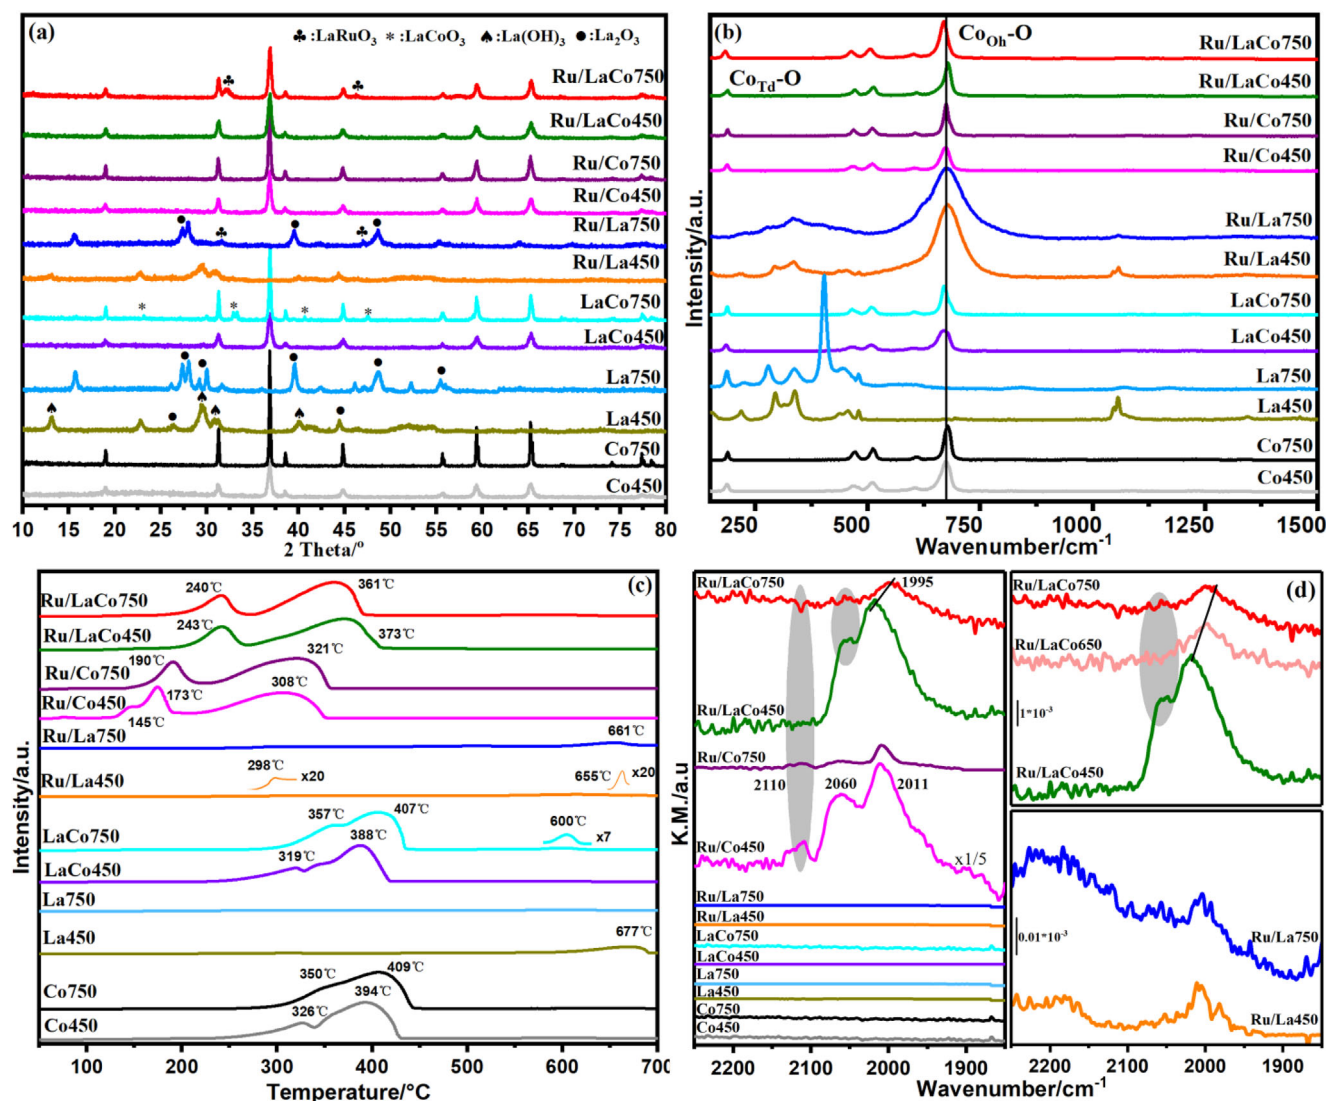 (a)
♣:LaRuO3 *:LaCoO3 ♠:La(OH)3 ●:La2O3
Ru/LaCo750
Ru/LaCo450
Ru/Co750
Ru/Co450
Ru/La750
Ru/La450
LaCo750
LaCo450
La750
La450
Co750
Co450
10 15 20 25 30 35 40 45 50 55 60 65 70 75 80
2 Theta/°
(b)
CoOh-O
CoTd-O
Ru/LaCo750
Ru/LaCo450
Ru/Co750
Ru/Co450
Ru/La750
Ru/La450
LaCo750
LaCo450
La750
La450
Co750
Co450
Intensity/a.u.
250 500 750 1000 1250 1500
Wavenumber/cm-1
(c)
240℃ 361℃
Ru/LaCo750
243℃ 373℃
Ru/LaCo450
190℃ 321℃
Ru/Co750
173℃ 308℃
Ru/Co450
145℃
Ru/La750 661℃
298℃ x20 655℃ x20
Ru/La450
357℃ 407℃ 600℃
LaCo750 x7
319℃ 388℃
LaCo450
La750
La450 677℃
350℃ 409℃
Co750
394℃
326℃
Co450
Intensity/a.u.
100 200 300 400 500 600 700
Temperature/°C
Ru/LaCo750 1995
Ru/LaCo450
Ru/Co750
2110 2060 2011
Ru/Co450 x1/5
Ru/La750
Ru/La450
LaCo750
LaCo450
La750
La450
Co750
Co450
K.M./a.u
2200 2100 2000 1900
(d)
Ru/LaCo750
Ru/LaCo650
1*10-3
Ru/LaCo450
0.01*10-3
Ru/La750
Ru/La450
2200 2100 2000 1900
Wavenumber/cm-1